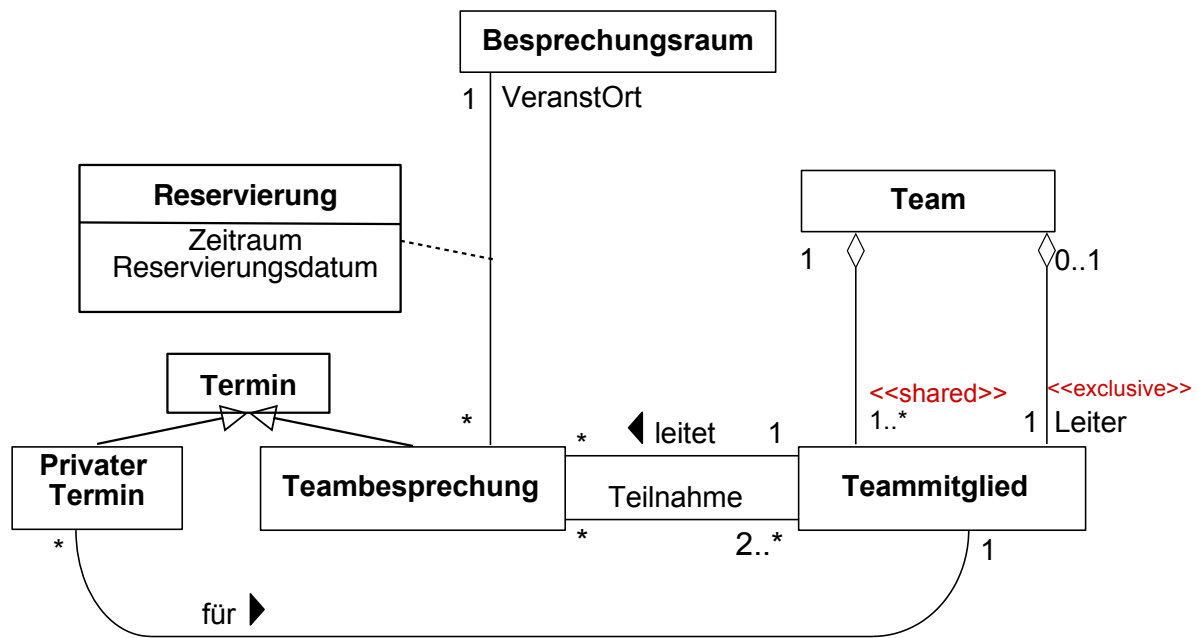 Besprechungsraum
1 VeranstOrt
Reservierung
Zeitraum
Reservierungsdatum
Team
1
0..1
Termin
<<shared>>
<<exclusive>>
1..*
1 Leiter
*
* leitet 1
Privater
Termin
Teambesprechung
Teilnahme
Teammitglied
*
*
2..*
1
für